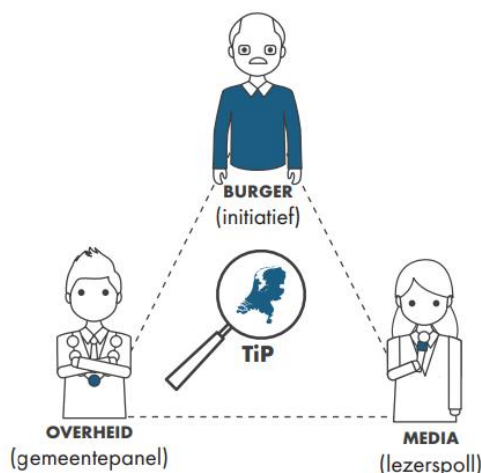 BURGER
(initiatief)
TiP
OVERHEID
(gemeentepanel)
MEDIA
(lezerspoll)